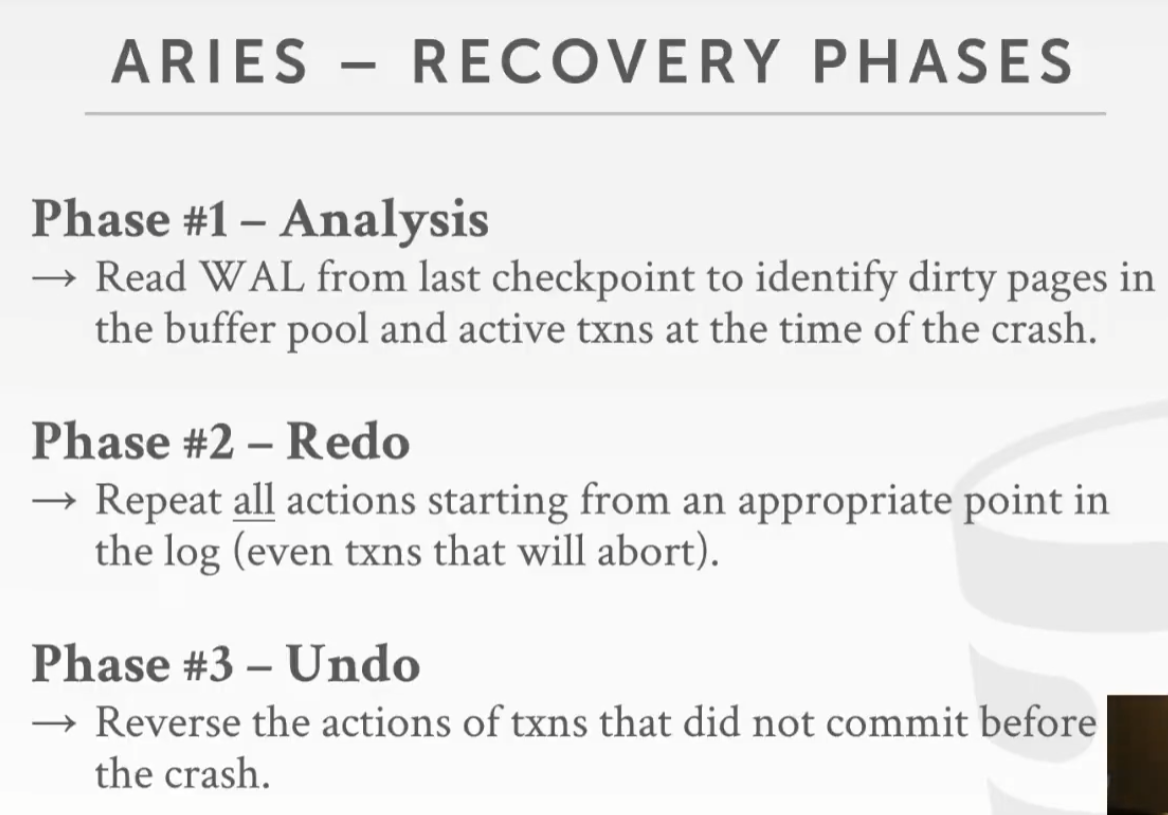 ARIES – RECOVERY PHASES
Phase #1 – Analysis
→ Read WAL from last checkpoint to identify dirty pages in
the buffer pool and active txns at the time of the crash.
Phase #2 – Redo
→ Repeat all actions starting from an appropriate point in
the log (even txns that will abort).
Phase #3 – Undo
→ Reverse the actions of txns that did not commit before
the crash.